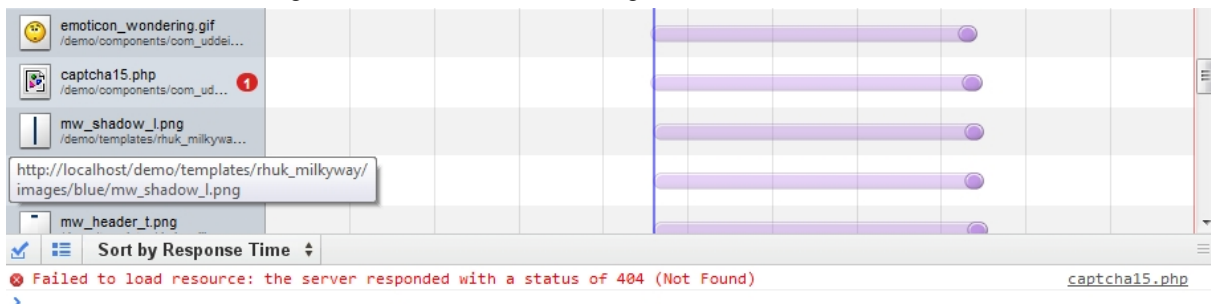 emoticon_wondering.gif
/demo/components/com_uddei...
captcha15.php
/demo/components/com_ud...
1
mw_shadow_l.png
/demo/templates/rhuk_milkywa...
http://localhost/demo/templates/rhuk_milkyway/
images/blue/mw_shadow_l.png
mw_header_t.png
Sort by Response Time
Failed to load resource: the server responded with a status of 404 (Not Found)
captcha15.php